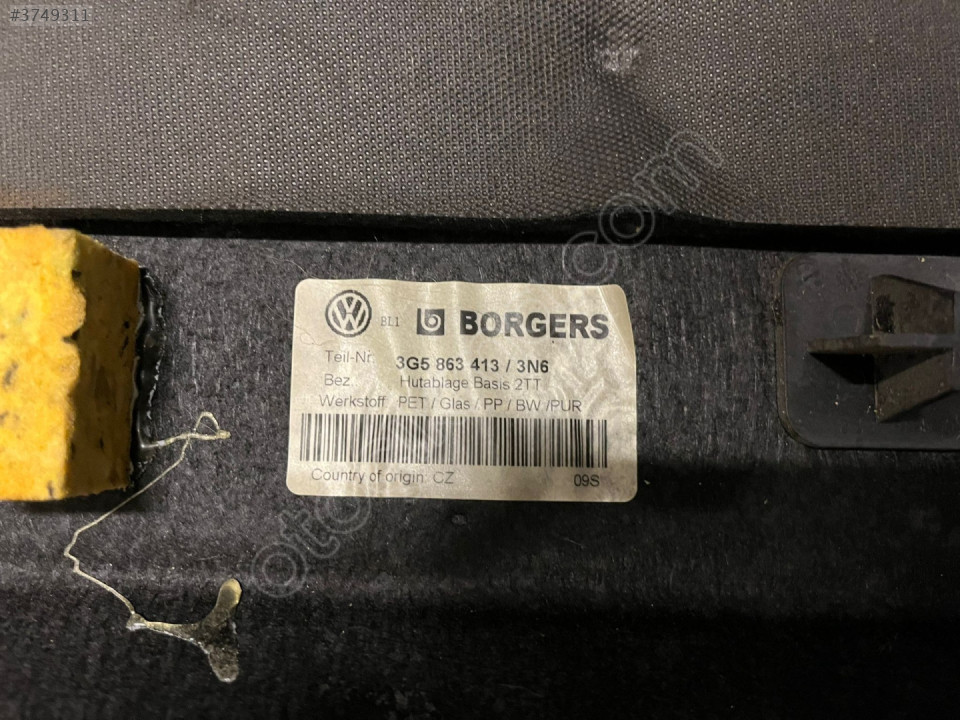 #3749311
BL1 BORGERS
Teil-Nr. 3G5 863 413 / 3N6
Bez. Hutablage Basis 2TT
Werkstoff PET / Glas / PP / BW /PUR
Country of origin: CZ 09S